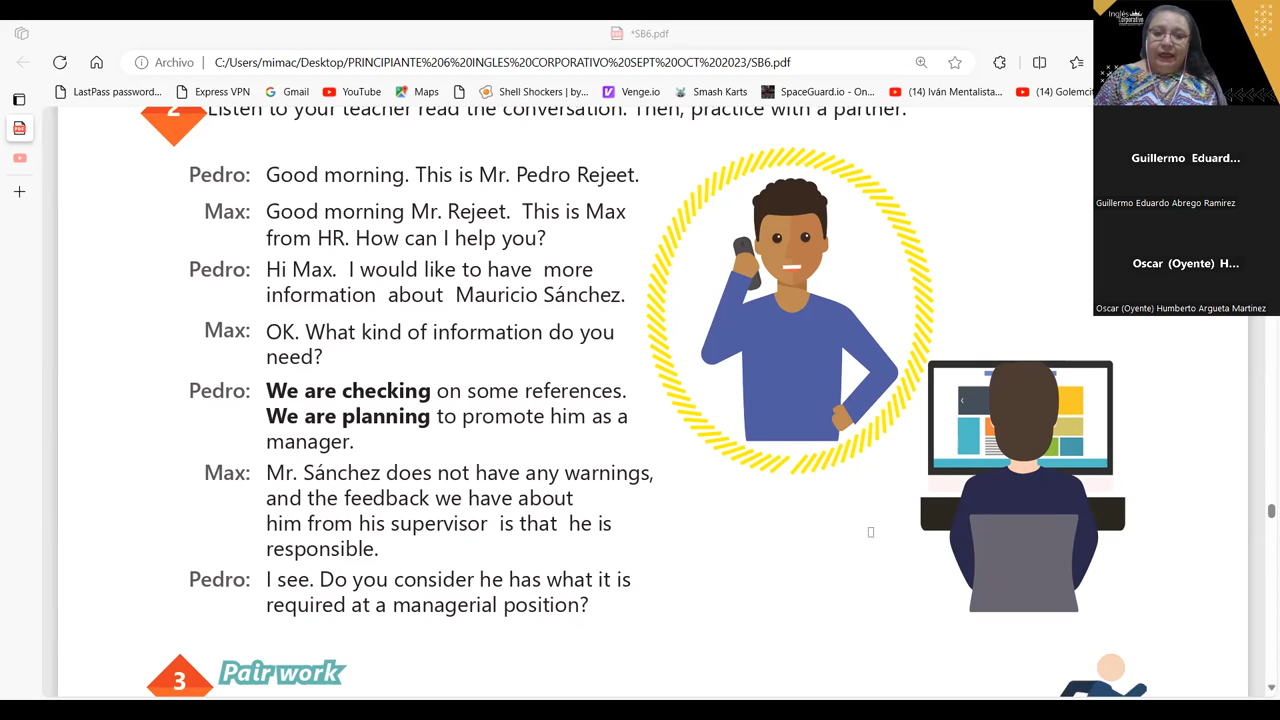 *SB6.pdf
Archivo
C:/Users/mimac/Desktop/PRINCIPIANTE%206%20INGLES%20CORPORATIVO%20SEPT%20OCT%202023/SB6.pdf
LastPass password... Express VPN Gmail YouTube Maps Shell Shockers | by... Venge.io Smash Karts SpaceGuard.io - On... (14) Iván Mentalista... (14) Golemcit
Inglés
Corporativo
Guillermo Eduard...
Guillermo Eduardo Abrego Ramirez
Oscar (Oyente) H...
Oscar (Oyente) Humberto Argueta Martinez
2 Listen to your teacher read the conversation. Then, practice with a partner.
Pedro: Good morning. This is Mr. Pedro Rejeet.
Max: Good morning Mr. Rejeet. This is Max
from HR. How can I help you?
Pedro: Hi Max. I would like to have more
information about Mauricio Sánchez.
Max: OK. What kind of information do you
need?
Pedro: We are checking on some references.
We are planning to promote him as a
manager.
Max: Mr. Sánchez does not have any warnings,
and the feedback we have about
him from his supervisor is that he is
responsible.
Pedro: I see. Do you consider he has what it is
required at a managerial position?
3 Pair work